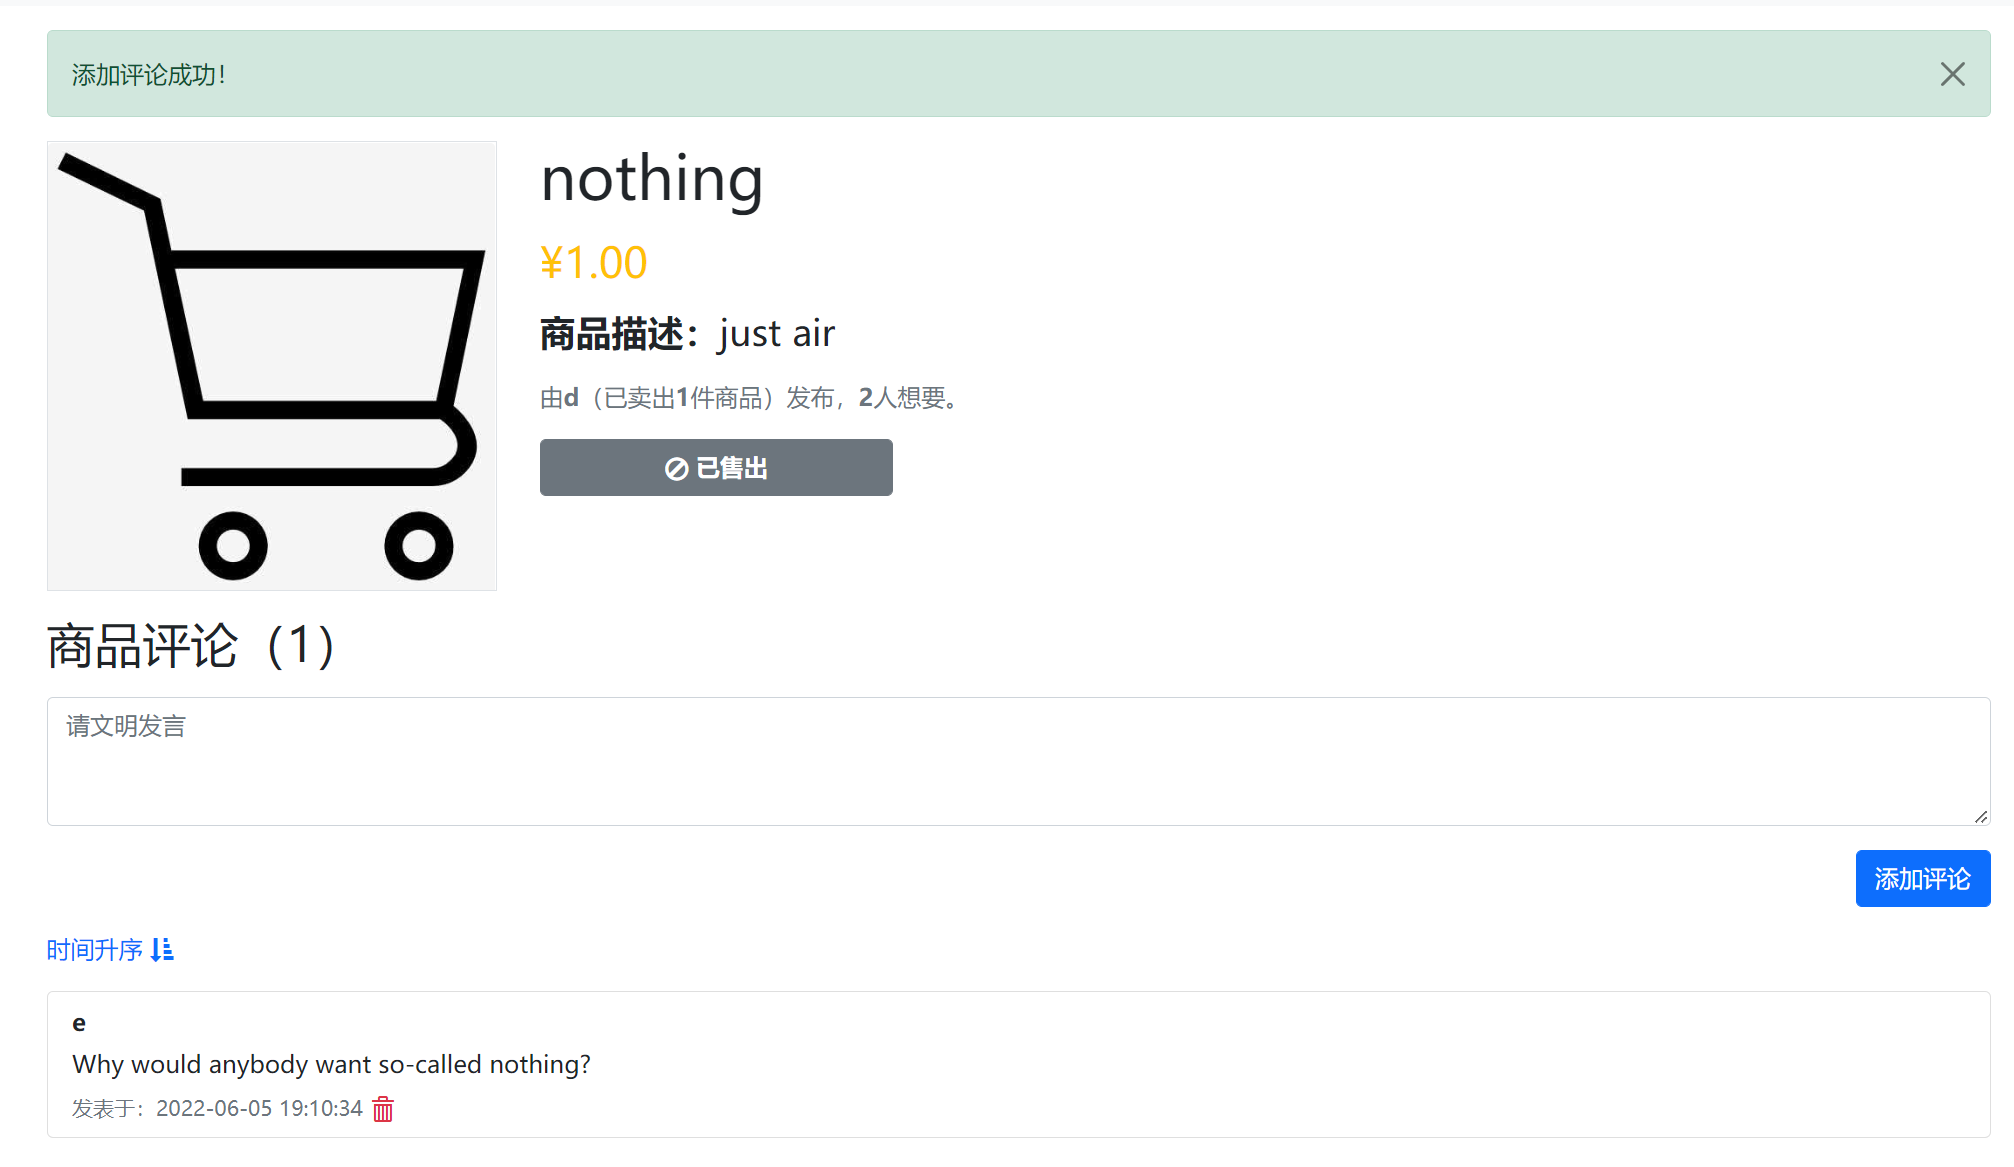 添加评论成功！
nothing
¥1.00
商品描述：just air
由d（已卖出1件商品）发布，2人想要。
已售出
商品评论（1）
请文明发言
添加评论
时间升序
e
Why would anybody want so-called nothing?
发表于：2022-06-05 19:10:34